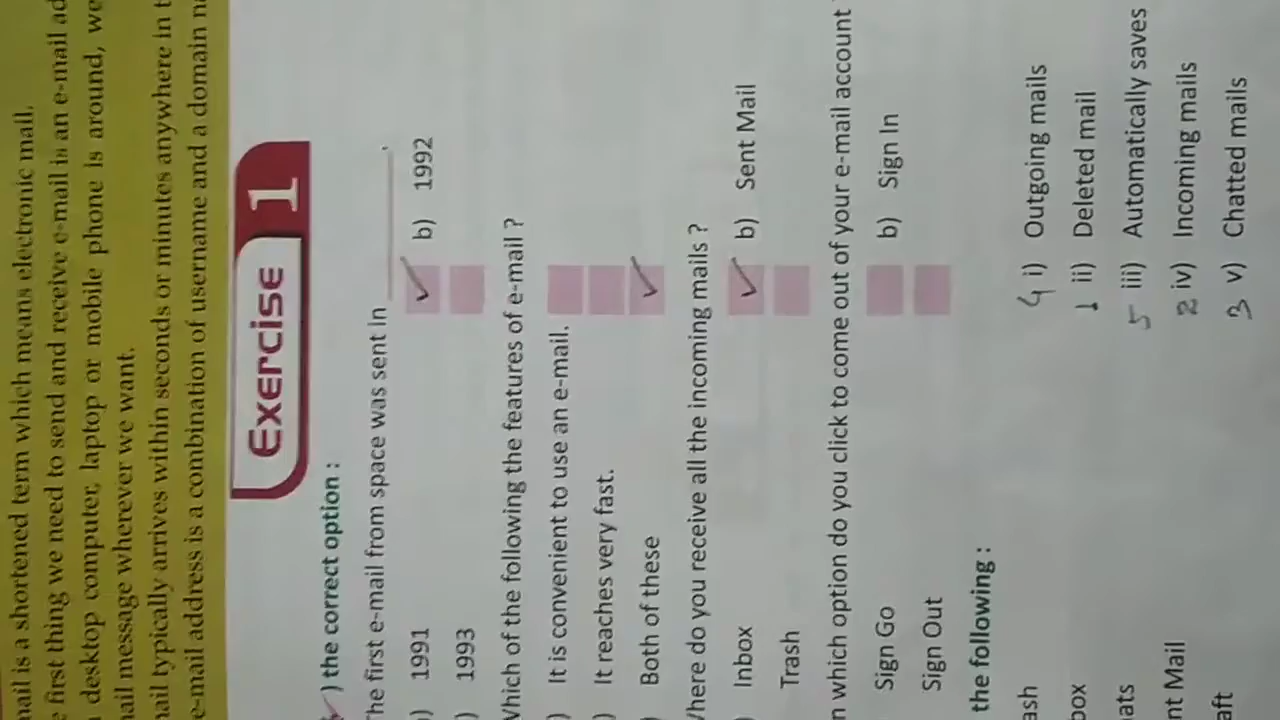 mail is a shortened term which means electronic mail.
first thing we need to send and receive e-mail is an e-mail
desktop computer, laptop or mobile phone is around, we
mail message wherever we want.
typically arrives within seconds or minutes anywhere in
e-mail address is a combination of username and a domain
Exercise 1
) the correct option :
The first e-mail from space was sent in ________.
) 1991 ✓ b) 1992
) 1993
Which of the following the features of e-mail ?
) It is convenient to use an e-mail.
) It reaches very fast.
) Both of these ✓
Where do you receive all the incoming mails ?
) Inbox ✓ b) Sent Mail
Trash
n which option do you click to come out of your e-mail account
Sign Go b) Sign In
Sign Out
the following :
ash 4 i) Outgoing mails
box 1 ii) Deleted mail
ats 5 iii) Automatically saves
nt Mail 2 iv) Incoming mails
aft 3 v) Chatted mails